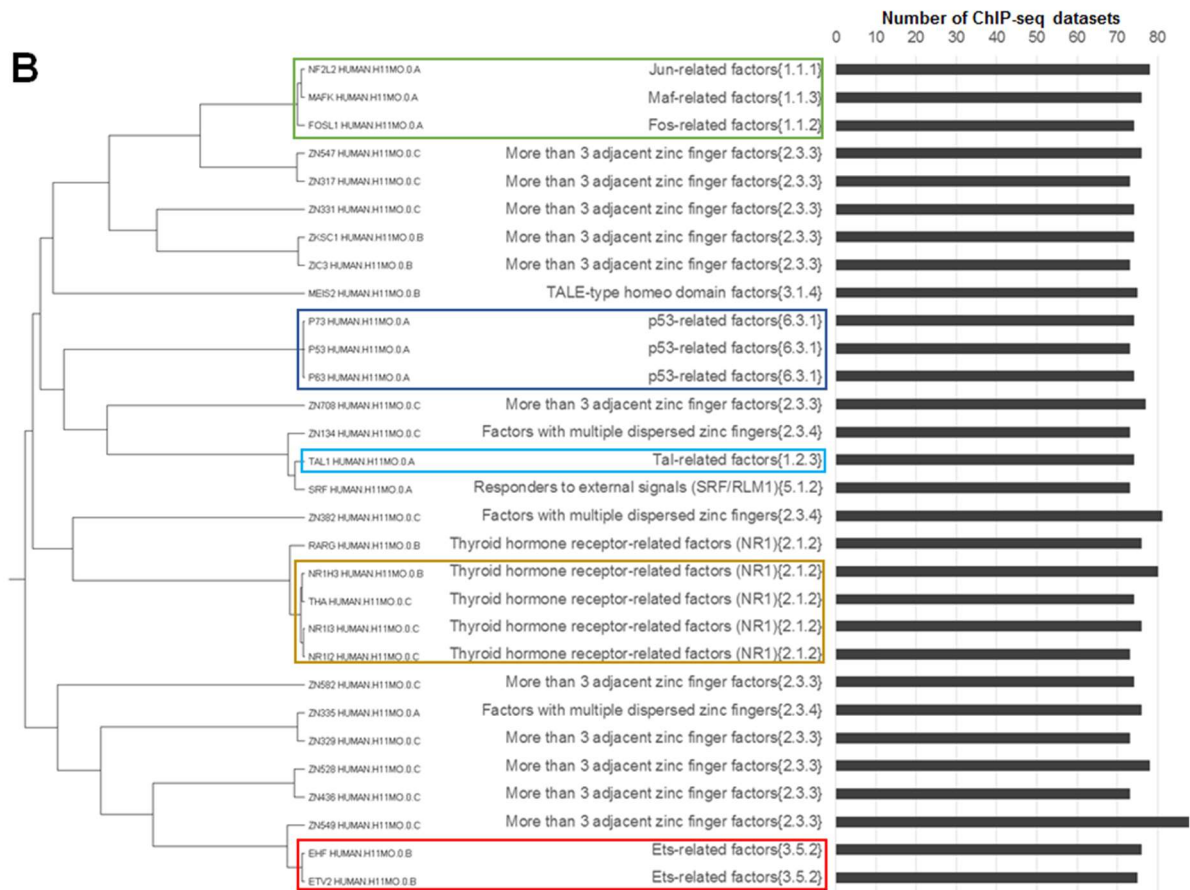 Number of ChIP-seq datasets
0 10 20 30 40 50 60 70 80
B
NF2L2 HUMAN.H11MO.0.A Jun-related factors{1.1.1}
MAFK HUMAN.H11MO.0.A Maf-related factors{1.1.3}
FOSL1 HUMAN.H11MO.0.A Fos-related factors{1.1.2}
ZN547 HUMAN.H11MO.0.C More than 3 adjacent zinc finger factors{2.3.3}
ZN317 HUMAN.H11MO.0.C More than 3 adjacent zinc finger factors{2.3.3}
ZN331 HUMAN.H11MO.0.C More than 3 adjacent zinc finger factors{2.3.3}
ZKSC1 HUMAN.H11MO.0.B More than 3 adjacent zinc finger factors{2.3.3}
ZIC3 HUMAN.H11MO.0.B More than 3 adjacent zinc finger factors{2.3.3}
MEIS2 HUMAN.H11MO.0.B TALE-type homeo domain factors{3.1.4}
P73 HUMAN.H11MO.0.A p53-related factors{6.3.1}
P53 HUMAN.H11MO.0.A p53-related factors{6.3.1}
P63 HUMAN.H11MO.0.A p53-related factors{6.3.1}
ZN708 HUMAN.H11MO.0.C More than 3 adjacent zinc finger factors{2.3.3}
ZN134 HUMAN.H11MO.0.C Factors with multiple dispersed zinc fingers{2.3.4}
TAL1 HUMAN.H11MO.0.A Tal-related factors{1.2.3}
SRF HUMAN.H11MO.0.A Responders to external signals (SRF/RLM1){5.1.2}
ZN382 HUMAN.H11MO.0.C Factors with multiple dispersed zinc fingers{2.3.4}
RARG HUMAN.H11MO.0.B Thyroid hormone receptor-related factors (NR1){2.1.2}
NR1H3 HUMAN.H11MO.0.B Thyroid hormone receptor-related factors (NR1){2.1.2}
THA HUMAN.H11MO.0.C Thyroid hormone receptor-related factors (NR1){2.1.2}
NR1I3 HUMAN.H11MO.0.C Thyroid hormone receptor-related factors (NR1){2.1.2}
NR1I2 HUMAN.H11MO.0.C Thyroid hormone receptor-related factors (NR1){2.1.2}
ZN582 HUMAN.H11MO.0.C More than 3 adjacent zinc finger factors{2.3.3}
ZN335 HUMAN.H11MO.0.A Factors with multiple dispersed zinc fingers{2.3.4}
ZN329 HUMAN.H11MO.0.C More than 3 adjacent zinc finger factors{2.3.3}
ZN528 HUMAN.H11MO.0.C More than 3 adjacent zinc finger factors{2.3.3}
ZN436 HUMAN.H11MO.0.C More than 3 adjacent zinc finger factors{2.3.3}
ZN549 HUMAN.H11MO.0.C More than 3 adjacent zinc finger factors{2.3.3}
EHF HUMAN.H11MO.0.B Ets-related factors{3.5.2}
ETV2 HUMAN.H11MO.0.B Ets-related factors{3.5.2}